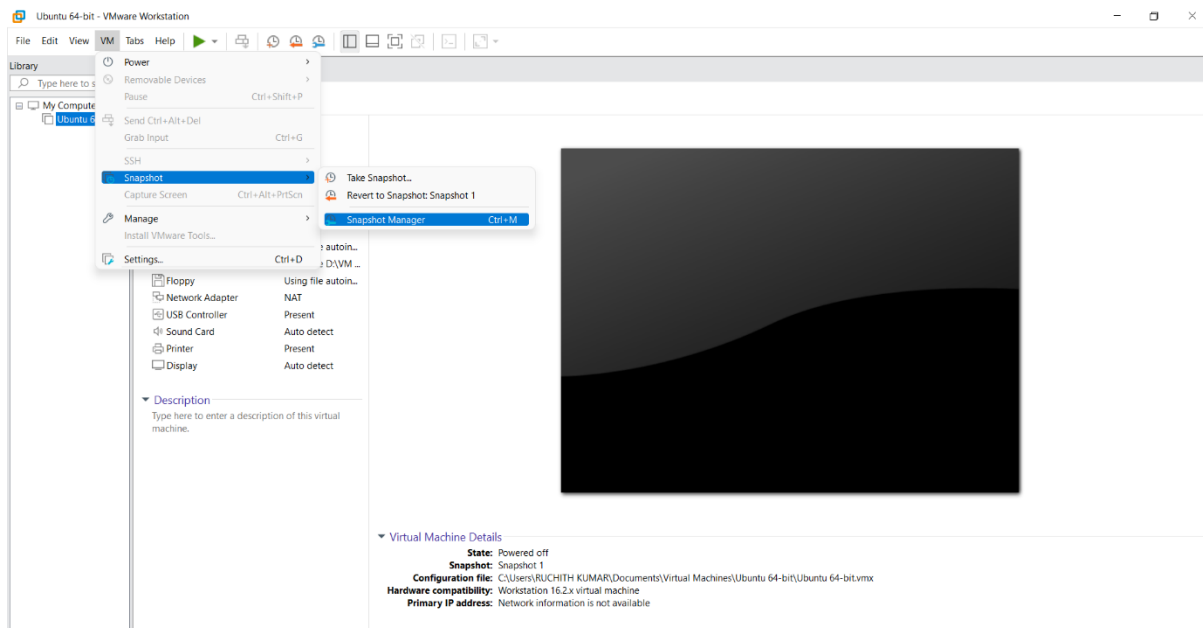 Ubuntu 64-bit - VMware Workstation
File Edit View VM Tabs Help
Library
Type here to s
My Compute
Ubuntu 6
Power
Removable Devices
Pause Ctrl+Shift+P
Send Ctrl+Alt+Del
Grab Input Ctrl+G
SSH
Snapshot
Capture Screen Ctrl+Alt+PrtScn
Manage
Install VMware Tools...
Settings... Ctrl+D
Take Snapshot...
Revert to Snapshot: Snapshot 1
Snapshot Manager Ctrl+M
autoin...
D:\VM ...
Floppy Using file autoin...
Network Adapter NAT
USB Controller Present
Sound Card Auto detect
Printer Present
Display Auto detect
Description
Type here to enter a description of this virtual
machine.
Virtual Machine Details
State: Powered off
Snapshot: Snapshot 1
Configuration file: C:\Users\RUCHITH KUMAR\Documents\Virtual Machines\Ubuntu 64-bit\Ubuntu 64-bit.vmx
Hardware compatibility: Workstation 16.2.x virtual machine
Primary IP address: Network information is not available